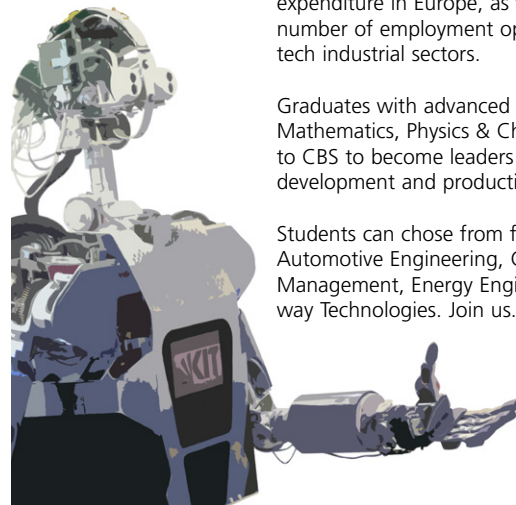 expenditure in Europe, as
number of employment op
tech industrial sectors.
Graduates with advanced
Mathematics, Physics & Ch
to CBS to become leaders
development and producti
Students can chose from f
Automotive Engineering, C
Management, Energy Engi
way Technologies. Join us.
KIT